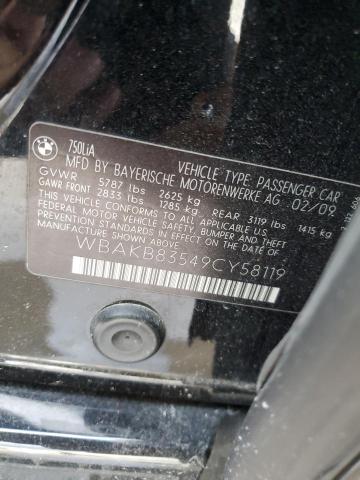 BMW
750LiA
VEHICLE TYPE: PASSENGER CAR
MFD BY BAYERISCHE MOTORENWERKE AG 02/09
GVWR 5787 lbs 2625 kg
GAWR FRONT 2833 lbs 1285 kg REAR 3119 lbs 1415 kg
THIS VEHICLE CONFORMS TO ALL APPLICABLE U.S.
FEDERAL MOTOR VEHICLE SAFETY, BUMPER, AND THEFT
PREVENTION STANDARDS IN EFFECT ON THE DATE OF
MANUFACTURE SHOWN ABOVE.
WBAKB83549CY58119